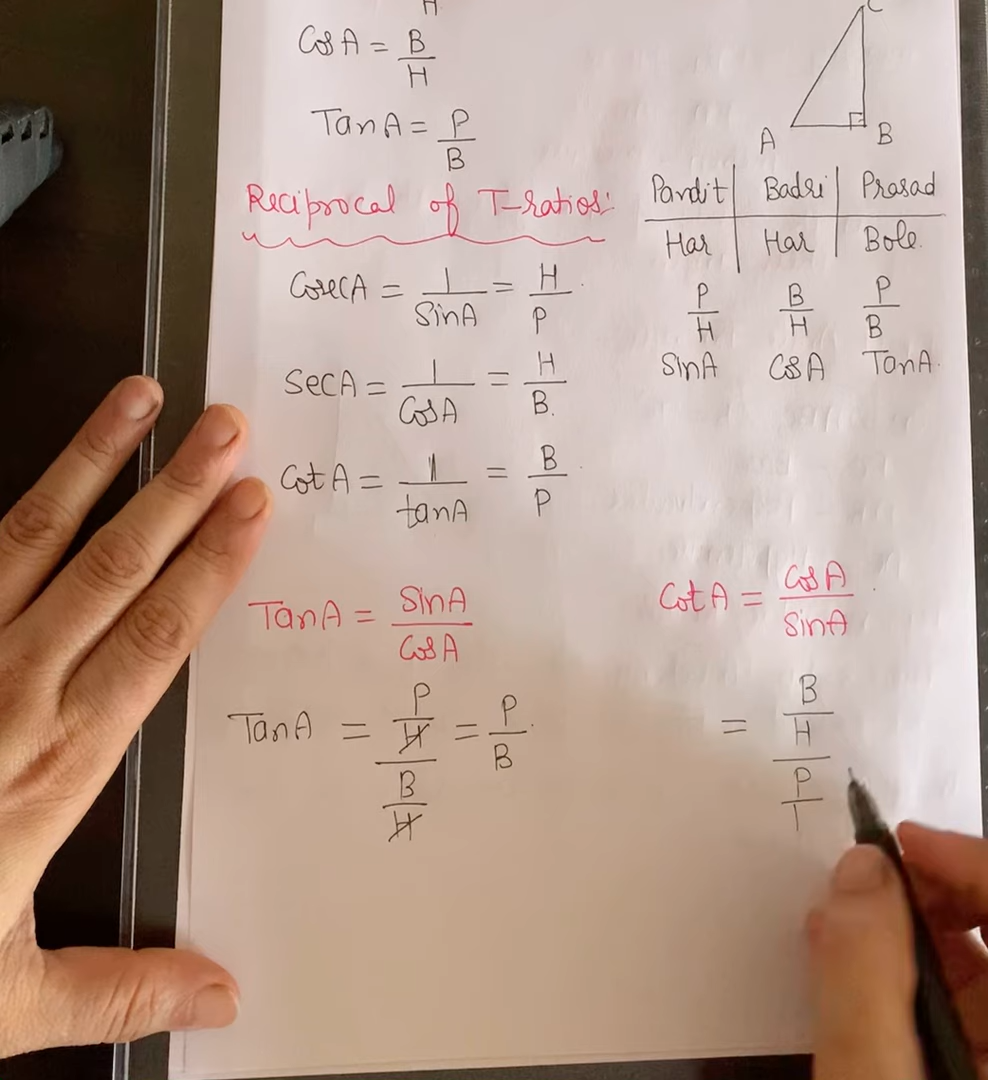 H
CosA = B/H
C
TanA = P/B
A B
Reciprocal of T-ratios:
Pandit | Badri | Prasad
Har | Har | Bole.
CosecA = 1/SinA = H/P
P/H B/H P/B
SinA CosA TanA.
SecA = 1/CosA = H/B.
CotA = 1/tanA = B/P
TanA = SinA/CosA
CotA = CosA/SinA
TanA = P/H / B/H = P/B
= B/H / P/